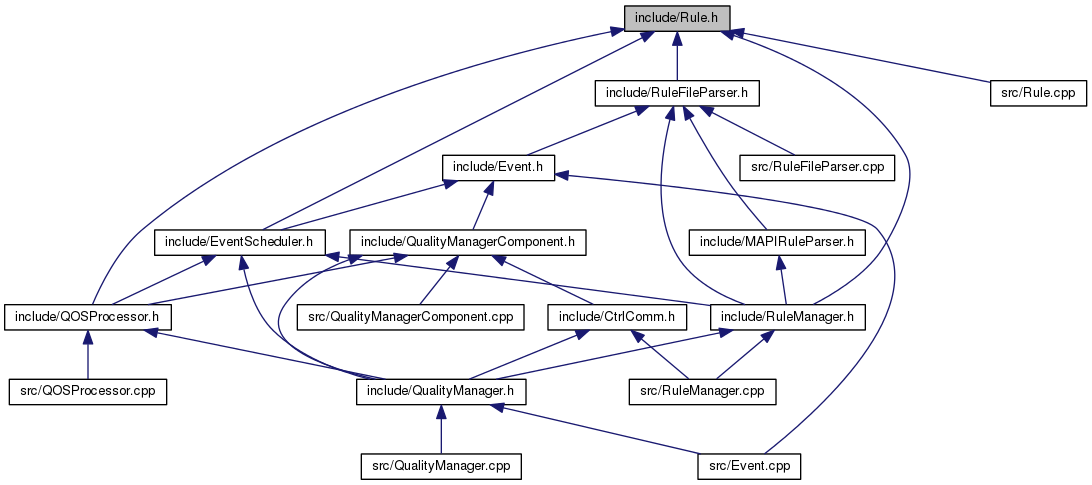 include/Rule.h
include/RuleFileParser.h
src/Rule.cpp
include/Event.h
src/RuleFileParser.cpp
include/EventScheduler.h
include/QualityManagerComponent.h
include/MAPIRuleParser.h
include/QOSProcessor.h
src/QualityManagerComponent.cpp
include/CtrlComm.h
include/RuleManager.h
src/QOSProcessor.cpp
include/QualityManager.h
src/RuleManager.cpp
src/QualityManager.cpp
src/Event.cpp